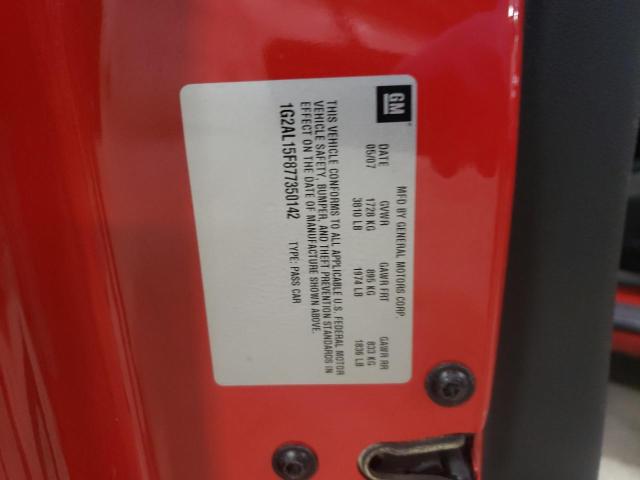 GM
MFD BY GENERAL MOTORS CORP.
DATE GVWR GAWR FRT GAWR RR
05/07 1728 KG 895 KG 833 KG
3810 LB 1974 LB 1836 LB
THIS VEHICLE CONFORMS TO ALL APPLICABLE U.S. FEDERAL MOTOR
VEHICLE SAFETY, BUMPER, AND THEFT PREVENTION STANDARDS IN
EFFECT ON THE DATE OF MANUFACTURE SHOWN ABOVE.
1G2AL15F877350142 TYPE: PASS CAR